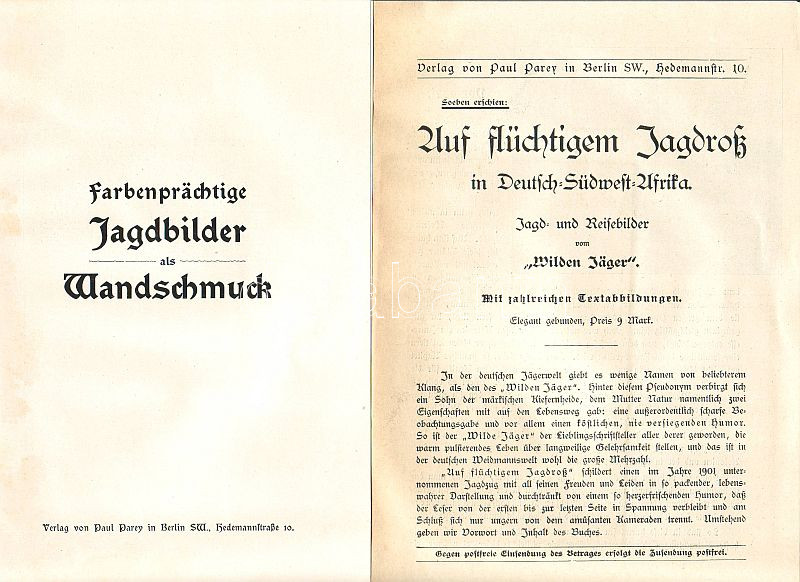 Farbenprächtige
Jagdbilder
als
Wandschmuck
Verlag von Paul Parey in Berlin SW., Hedemannstraße 10.
Verlag von Paul Parey in Berlin SW., Hedemannstr. 10.
Soeben erschien:
Auf flüchtigem Jagdroß
in Deutsch-Südwest-Afrika.
Jagd- und Reisebilder
vom
„Wilden Jäger“.
Mit zahlreichen Textabbildungen.
Elegant gebunden, Preis 9 Mark.
In der deutschen Jägerwelt giebt es wenige Namen von beliebterem
Klang, als den des „Wilden Jäger“. Hinter diesem Pseudonym verbirgt sich
ein Sohn der märkischen Kiefernheide, dem Mutter Natur namentlich zwei
Eigenschaften mit auf den Lebensweg gab: eine außerordentlich scharfe Be-
obachtungsgabe und vor allem einen köstlichen, nie versiegenden Humor.
So ist der „Wilde Jäger“ der Lieblingsschriftsteller aller derer geworden, die
warm pulsierendes Leben über langweilige Gelehrsamkeit stellen, und das ist in
der deutschen Weidmannswelt wohl die große Mehrzahl.
„Auf flüchtigem Jagdroß“ schildert einen im Jahre 1901 unter-
nommenen Jagdzug mit all seinen Freuden und Leiden in so packender, lebens-
wahrer Darstellung und durchtränkt von einem so herzerfrischenden Humor, daß
der Leser von der ersten bis zur letzten Seite in Spannung verbleibt und am
Schluß sich nur ungern von dem amüsanten Kameraden trennt. Umstehend
geben wir Vorwort und Inhalt des Buches.
Gegen postfreie Einsendung des Betrages erfolgt die Zusendung postfrei.